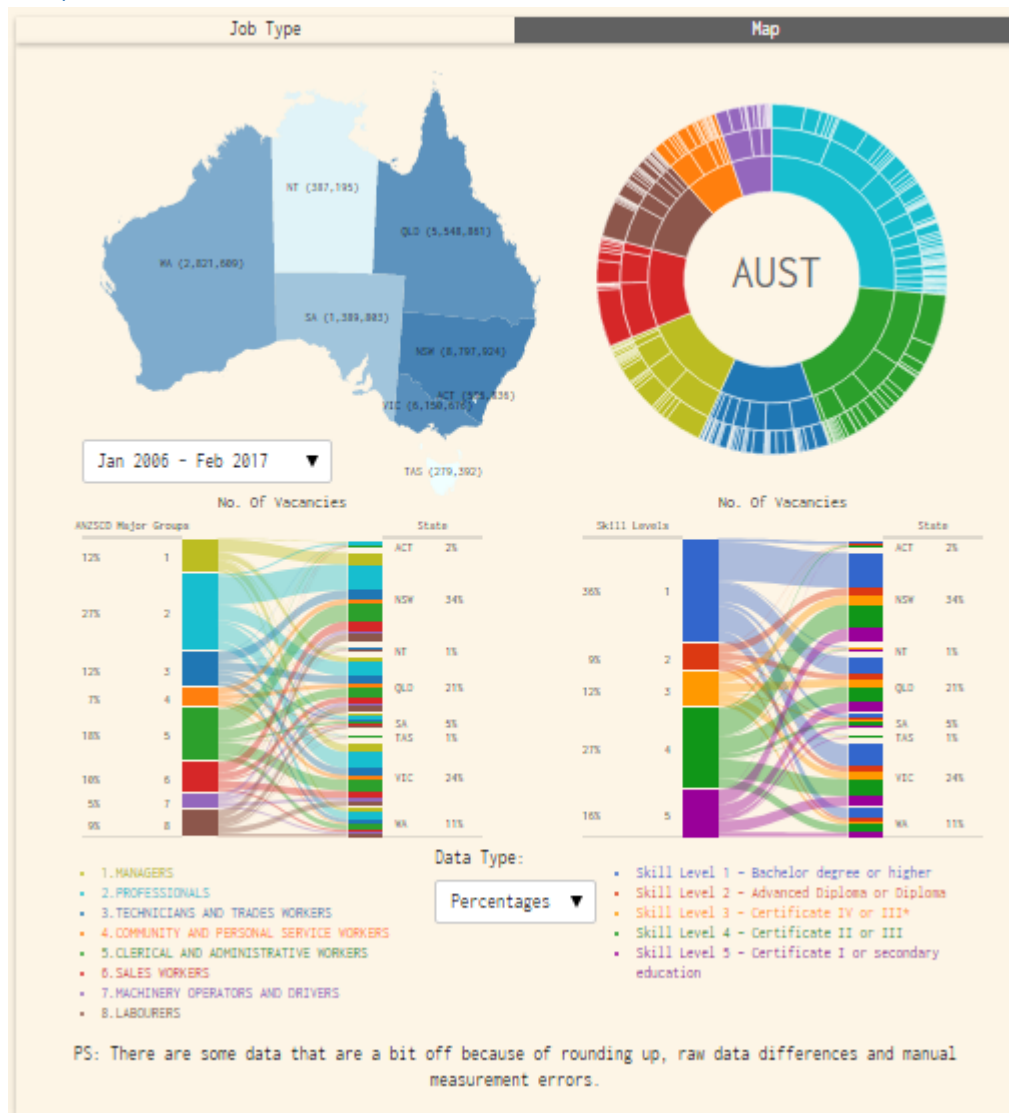 Job Type
Map
NT (387,195)
QLD (5,548,861)
WA (2,821,609)
SA (1,389,803)
NSW (8,797,924)
ACT
VIC
TAS (279,392)
AUST
Jan 2006 - Feb 2017 ▼
No. Of Vacancies
ANZSCO Major Groups State
12% 1
27% 2
12% 3
7% 4
18% 5
10% 6
5% 7
9% 8
ACT 2%
NSW 34%
NT 1%
QLD 21%
SA 5%
TAS 1%
VIC 24%
WA 11%
No. Of Vacancies
Skill Levels State
36% 1
9% 2
12% 3
27% 4
16% 5
ACT 2%
NSW 34%
NT 1%
QLD 21%
SA 5%
TAS 1%
VIC 24%
WA 11%
1.MANAGERS
2.PROFESSIONALS
3.TECHNICIANS AND TRADES WORKERS
4.COMMUNITY AND PERSONAL SERVICE WORKERS
5.CLERICAL AND ADMINISTRATIVE WORKERS
6.SALES WORKERS
7.MACHINERY OPERATORS AND DRIVERS
8.LABOURERS
Data Type:
Percentages ▼
Skill Level 1 - Bachelor degree or higher
Skill Level 2 - Advanced Diploma or Diploma
Skill Level 3 - Certificate IV or III*
Skill Level 4 - Certificate II or III
Skill Level 5 - Certificate I or secondary
education
PS: There are some data that are a bit off because of rounding up, raw data differences and manual
measurement errors.